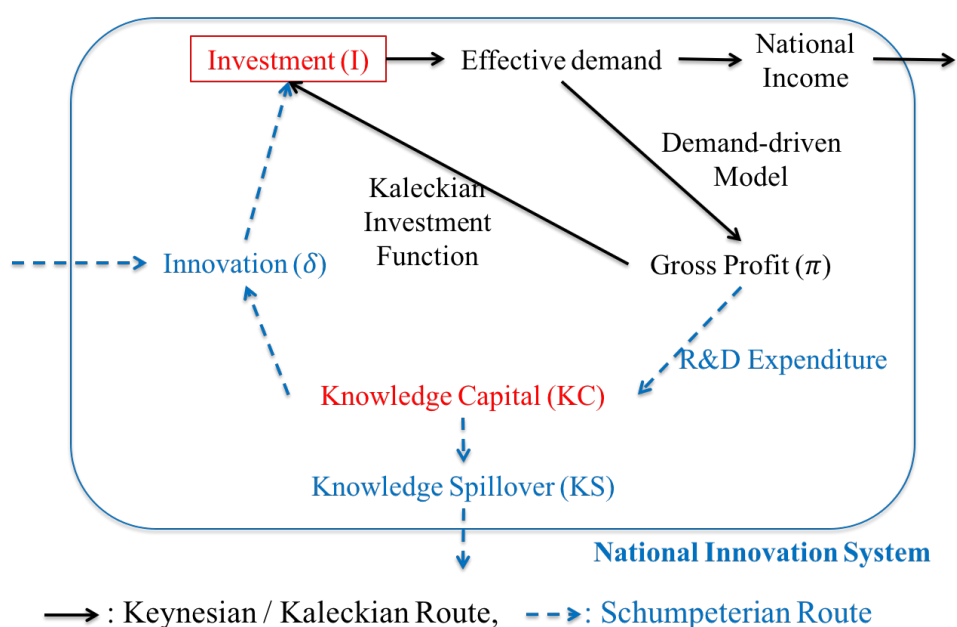 Investment (I)
Effective demand
National
Income
Demand-driven
Model
Kaleckian
Investment
Function
Innovation (δ)
Gross Profit (π)
R&D Expenditure
Knowledge Capital (KC)
Knowledge Spillover (KS)
National Innovation System
: Keynesian / Kaleckian Route, : Schumpeterian Route